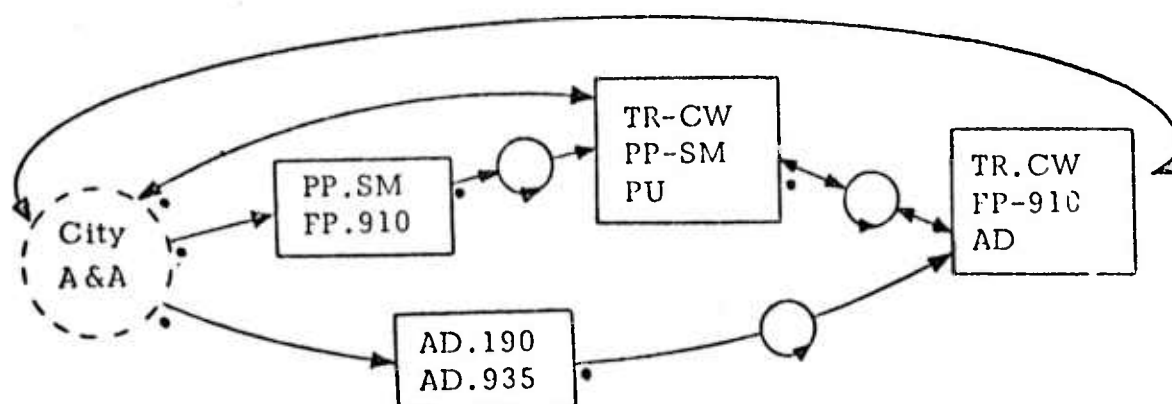 TR-CW
PP-SM
PU
TR.CW
FP-910
AD
PP.SM
FP.910
City
A&A
AD.190
AD.935